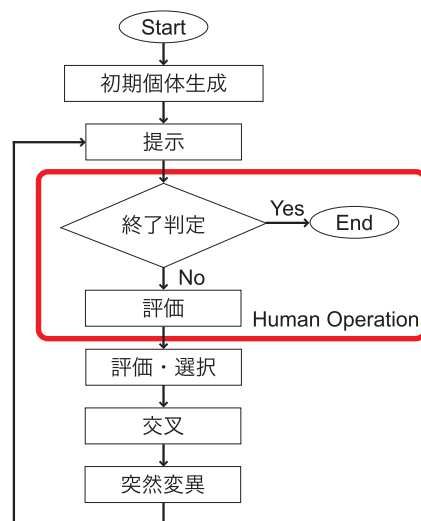 Start
初期個体生成
提示
終了判定
Yes
End
No
評価
Human Operation
評価・選択
交叉
突然変異